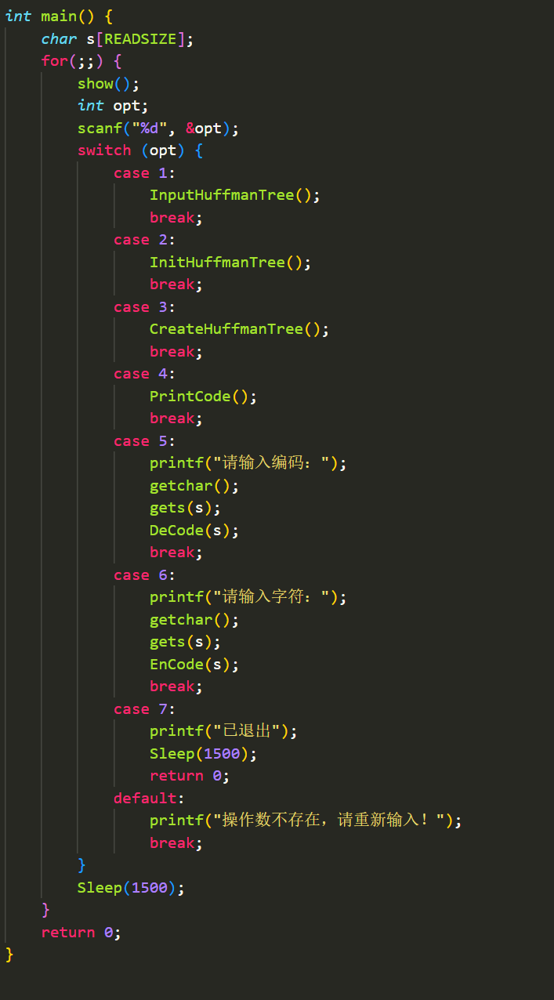 int main() {
    char s[READSIZE];
    for(;;) {
        show();
        int opt;
        scanf("%d", &opt);
        switch (opt) {
            case 1:
                InputHuffmanTree();
                break;
            case 2:
                InitHuffmanTree();
                break;
            case 3:
                CreateHuffmanTree();
                break;
            case 4:
                PrintCode();
                break;
            case 5:
                printf("请输入编码：");
                getchar();
                gets(s);
                DeCode(s);
                break;
            case 6:
                printf("请输入字符：");
                getchar();
                gets(s);
                EnCode(s);
                break;
            case 7:
                printf("已退出");
                Sleep(1500);
                return 0;
            default:
                printf("操作数不存在，请重新输入！");
                break;
        }
        Sleep(1500);
    }
    return 0;
}